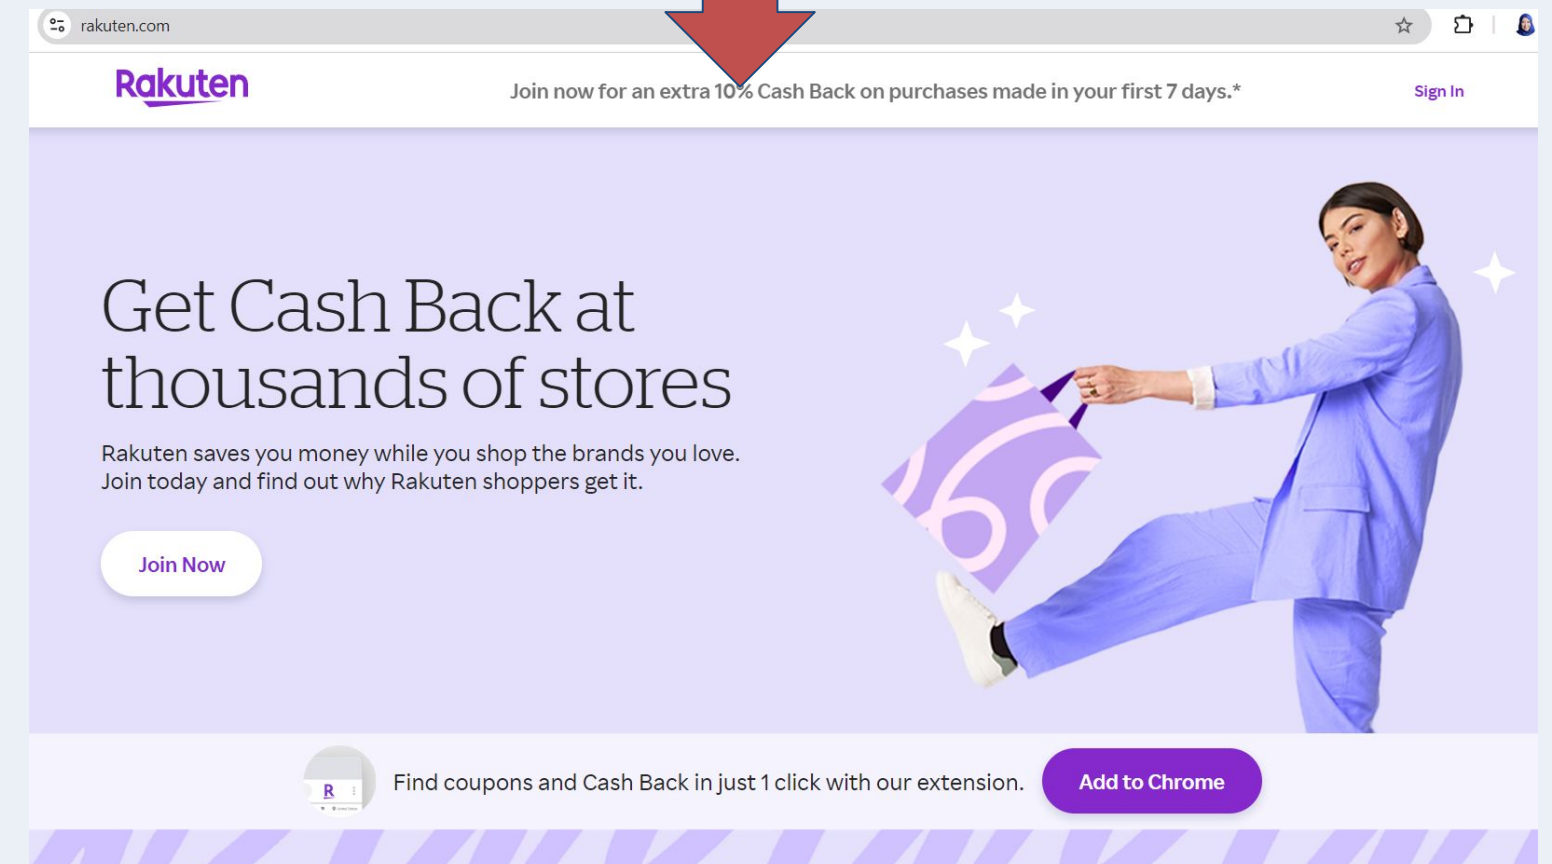 rakuten.com
Rakuten
Join now for an extra 10% Cash Back on purchases made in your first 7 days.*
Sign In
Get Cash Back at
thousands of stores
Rakuten saves you money while you shop the brands you love.
Join today and find out why Rakuten shoppers get it.
Join Now
R
Find coupons and Cash Back in just 1 click with our extension.
Add to Chrome